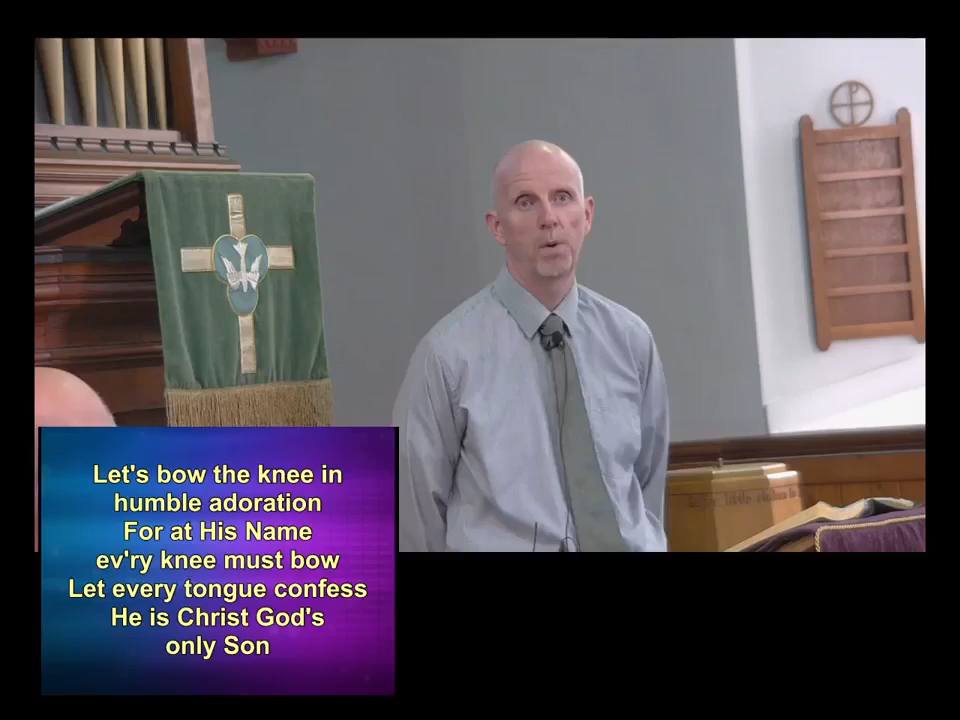 Let's bow the knee in
humble adoration
For at His Name
ev'ry knee must bow
Let every tongue confess
He is Christ God's
only Son